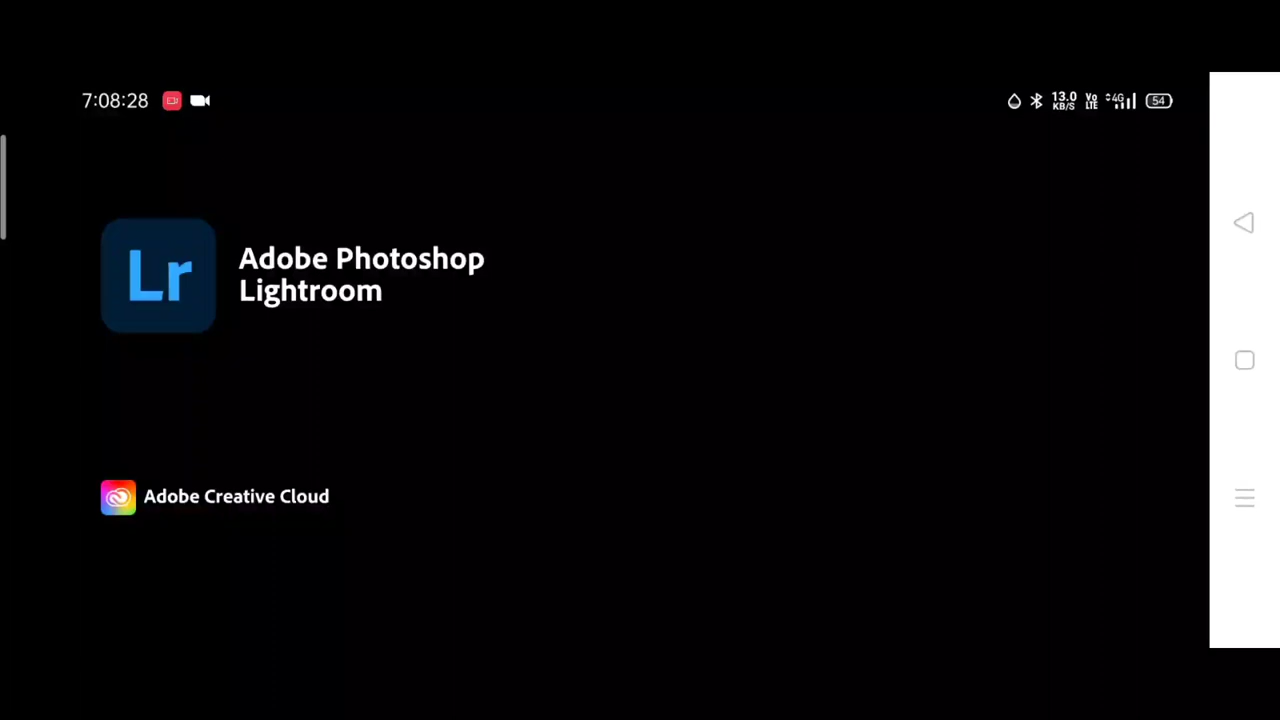 7:08:28 13.0 KB/S Vo LTE 4G 54
Lr
Adobe Photoshop
Lightroom
Adobe Creative Cloud